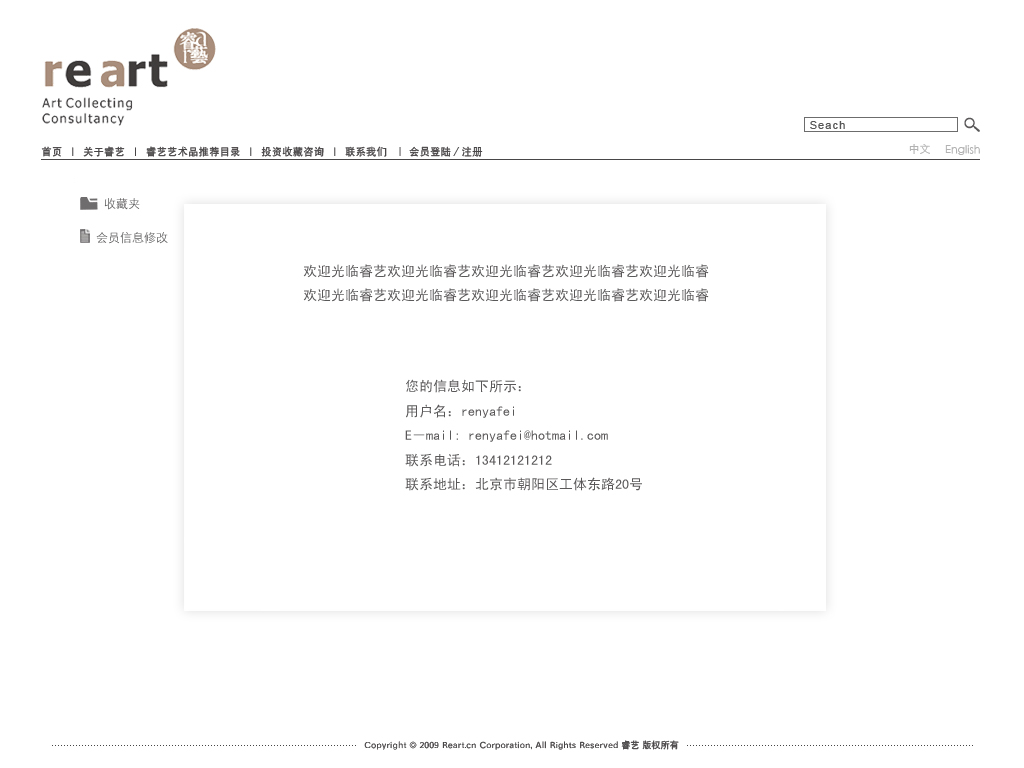 睿艺
re art
Art Collecting
Consultancy
Seach
首页 | 关于睿艺 | 睿艺艺术品推荐目录 | 投资收藏咨询 | 联系我们 | 会员登陆 / 注册
中文 English
收藏夹
会员信息修改
欢迎光临睿艺欢迎光临睿艺欢迎光临睿艺欢迎光临睿艺欢迎光临睿
欢迎光临睿艺欢迎光临睿艺欢迎光临睿艺欢迎光临睿艺欢迎光临睿
您的信息如下所示：
用户名：renyafei
E－mail：renyafei@hotmail.com
联系电话：13412121212
联系地址：北京市朝阳区工体东路20号
Copyright © 2009 Reart.cn Corporation, All Rights Reserved 睿艺 版权所有